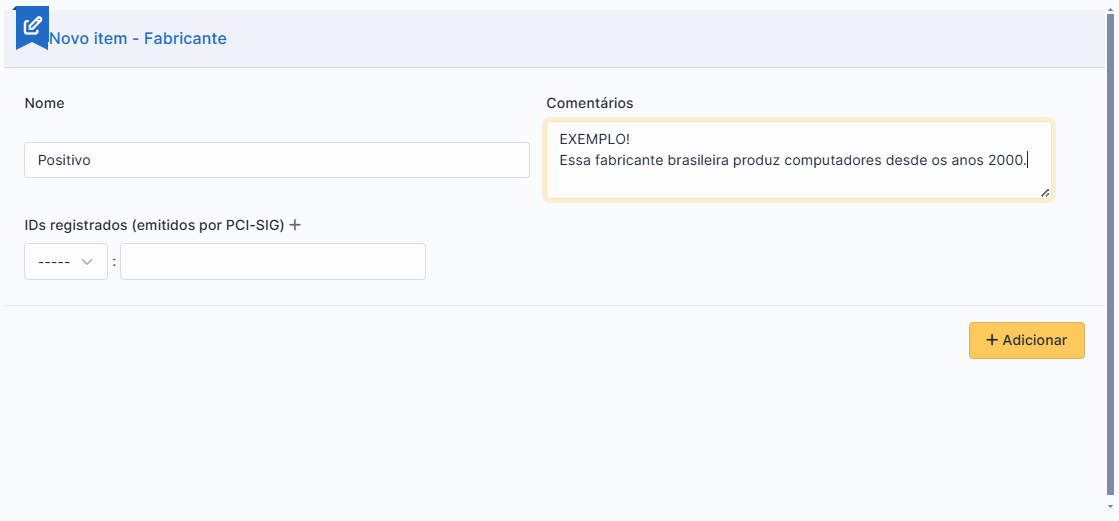 Novo item - Fabricante
Nome
Comentários
Positivo
EXEMPLO!
Essa fabricante brasileira produz computadores desde os anos 2000.
IDs registrados (emitidos por PCI-SIG) +
----- :
+ Adicionar